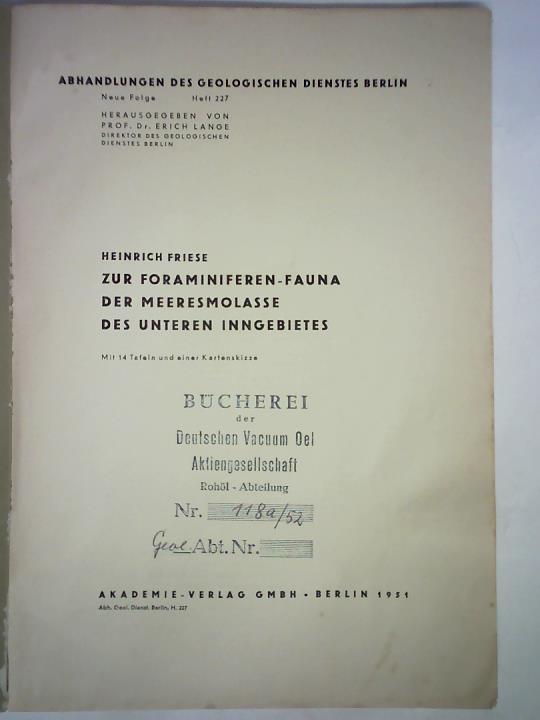 ABHANDLUNGEN DES GEOLOGISCHEN DIENSTES BERLIN
Neue Folge Heft 227
HERAUSGEGEBEN VON
PROF. Dr. ERICH LANGE
DIREKTOR DES GEOLOGISCHEN
DIENSTES BERLIN
HEINRICH FRIESE
ZUR FORAMINIFEREN-FAUNA
DER MEERESMOLASSE
DES UNTEREN INNGEBIETES
Mit 14 Tafeln und einer Kartenskizze
BÜCHEREI
der
Deutschen Vacuum Oel
Aktiengesellschaft
Rohöl - Abteilung
Nr. 118a/52
Geol. Abt. Nr.
AKADEMIE-VERLAG GMBH • BERLIN 1951
Abh. Geol. Dienst. Berlin, H. 227